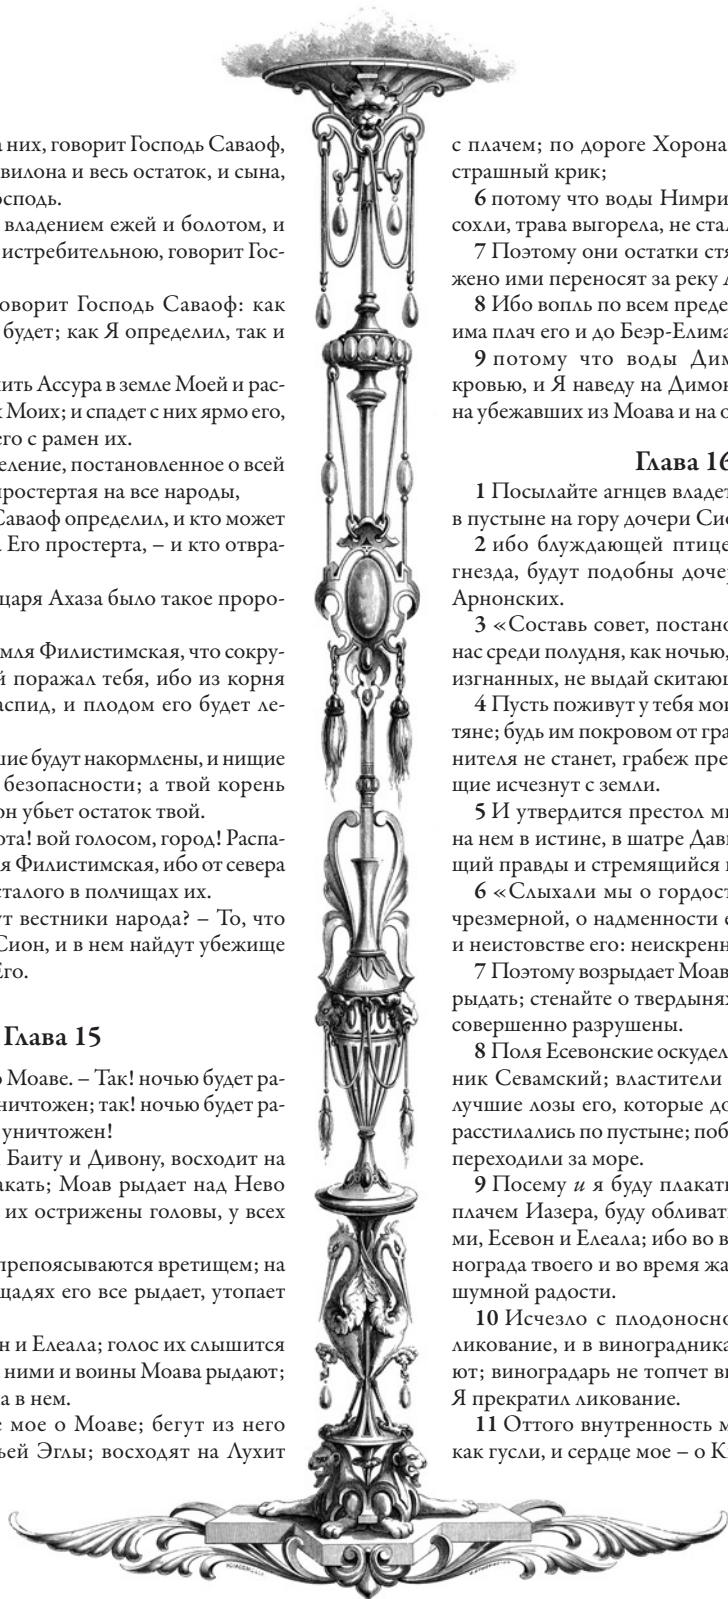 а них, говорит Господь Саваоф,
вилона и весь остаток, и сына,
осподь.
владением ежей и болотом, и
истребительною, говорит Гос-
оворит Господь Саваоф: как
будет; как Я определил, так и
ить Ассура в земле Моей и рас-
х Моих; и спадет с них ярмо его,
его с рамен их.
еление, постановленное о всей
простертая на все народы,
Саваоф определил, и кто может
а Его простерта, – и кто отвра-
царя Ахаза было такое проро-
мля Филистимская, что сокру-
й поражал тебя, ибо из корня
аспид, и плодом его будет ле-
шие будут накормлены, и нищие
безопасности; а твой корень
он убьет остаток твой.
ота! вой голосом, город! Распа-
я Филистимская, ибо от севера
сталого в полчищах их.
ут вестники народа? – То, что
Сион, и в нем найдут убежище
Его.
Глава 15
о Моаве. – Так! ночью будет ра-
ничтожен; так! ночью будет ра-
уничтожен!
Баиту и Дивону, восходит на
акать; Моав рыдает над Нево
их острижены головы, у всех
препоясываются вретищем; на
щадях его все рыдает, утопает
н и Елеала; голос их слышится
ними и воины Моава рыдают;
а в нем.
е мое о Моаве; бегут из него
ьей Эглы; восходят на Лухит
с плачем; по дороге Хорона
страшный крик;
6 потому что воды Нимри
сохли, трава выгорела, не ста
7 Поэтому они остатки стя
жено ими переносят за реку
8 Ибо вопль по всем преде
има плач его и до Беэр-Елима
9 потому что воды Дим
кровью, и Я наведу на Димон
на убежавших из Моава и на о
Глава 16
1 Посылайте агнцев владет
в пустыне на гору дочери Сио
2 ибо блуждающей птице
гнезда, будут подобны доче
Арнонских.
3 «Составь совет, постано
нас среди полудня, как ночью,
изгнанных, не выдай скитаю
4 Пусть поживут у тебя мои
тяне; будь им покровом от гра
нителя не станет, грабеж пре
щие исчезнут с земли.
5 И утвердится престол ми
на нем в истине, в шатре Дави
щий правды и стремящийся
6 «Слыхали мы о гордост
чрезмерной, о надменности е
и неистовстве его: неискренн
7 Поэтому возрыдает Моав
рыдать; стенайте о твердынях
совершенно разрушены.
8 Поля Есевонские оскудел
ник Севамский; властители
лучшие лозы его, которые до
расстилались по пустыне; поб
переходили за море.
9 Посему и я буду плакать
плачем Иазера, буду обливат
ми, Есевон и Елеала; ибо во в
нограда твоего и во время жа
шумной радости.
10 Исчезло с плодоносно
ликование, и в виноградника
ют; виноградарь не топчет в
Я прекратил ликование.
11 Оттого внутренность м
как гусли, и сердце мое – о К